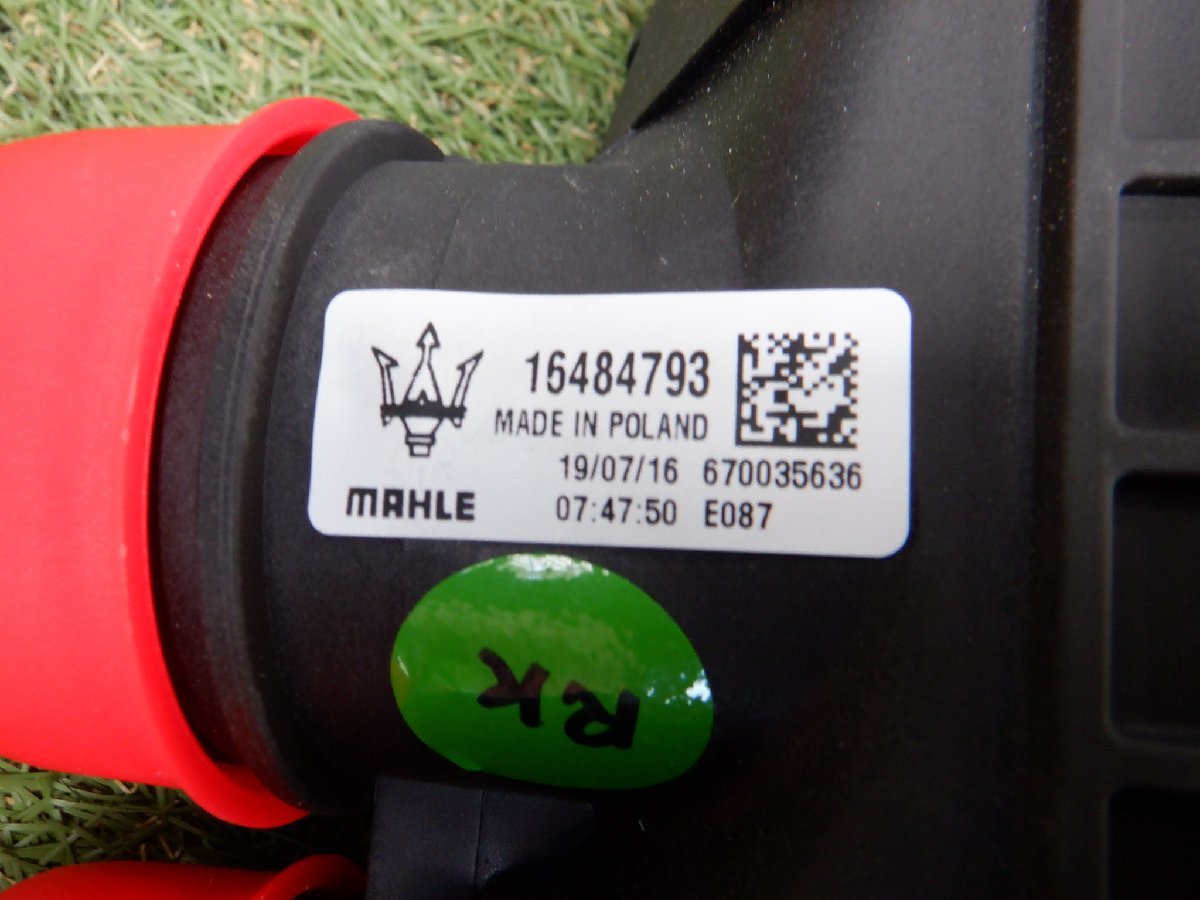 16484793
MADE IN POLAND
19/07/16 670035636
MAHLE 07:47:50 E087
RK